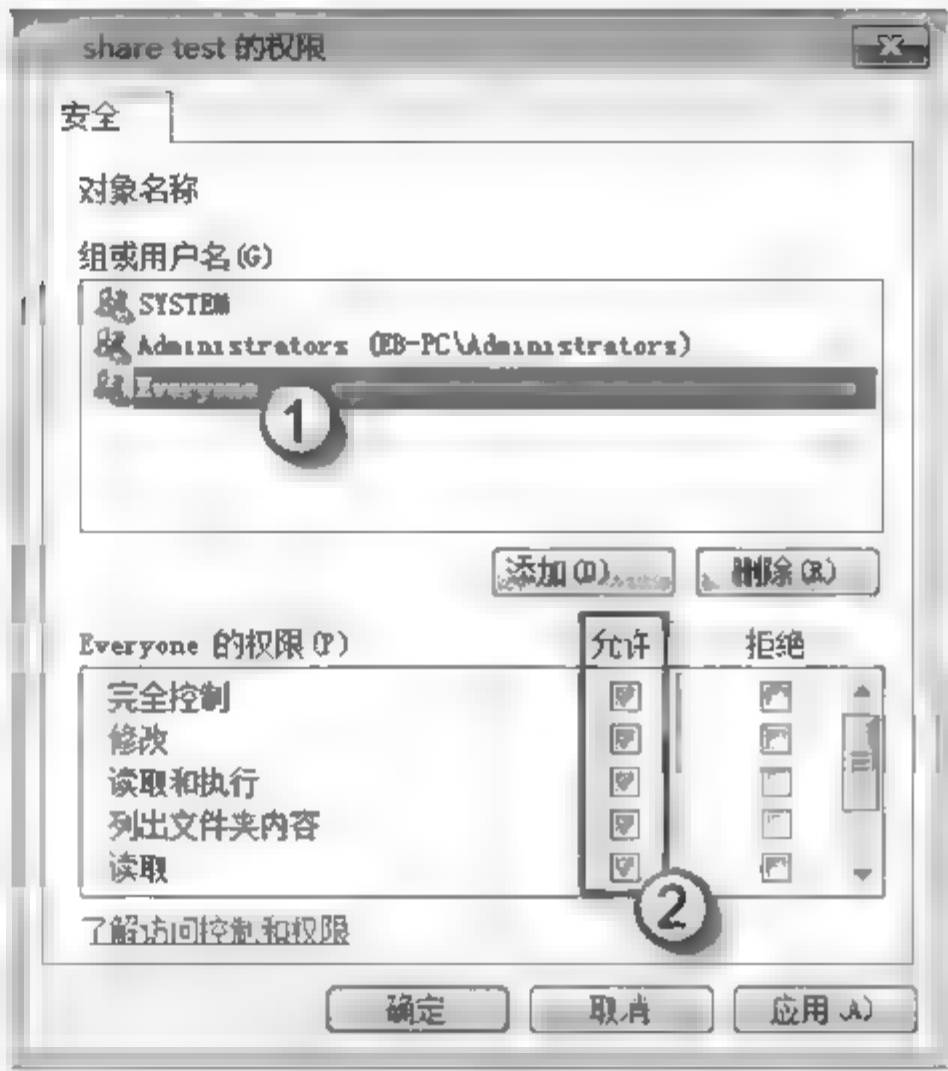 share test 的权限
安全
对象名称
组或用户名(G)
SYSTEM
Administrators (EB-PC\Administrators)
Everyone
1
添加(D)
删除(R)
Everyone 的权限(P)
允许
拒绝
完全控制
修改
读取和执行
列出文件夹内容
读取
2
了解访问控制和权限
确定
取消
应用(A)